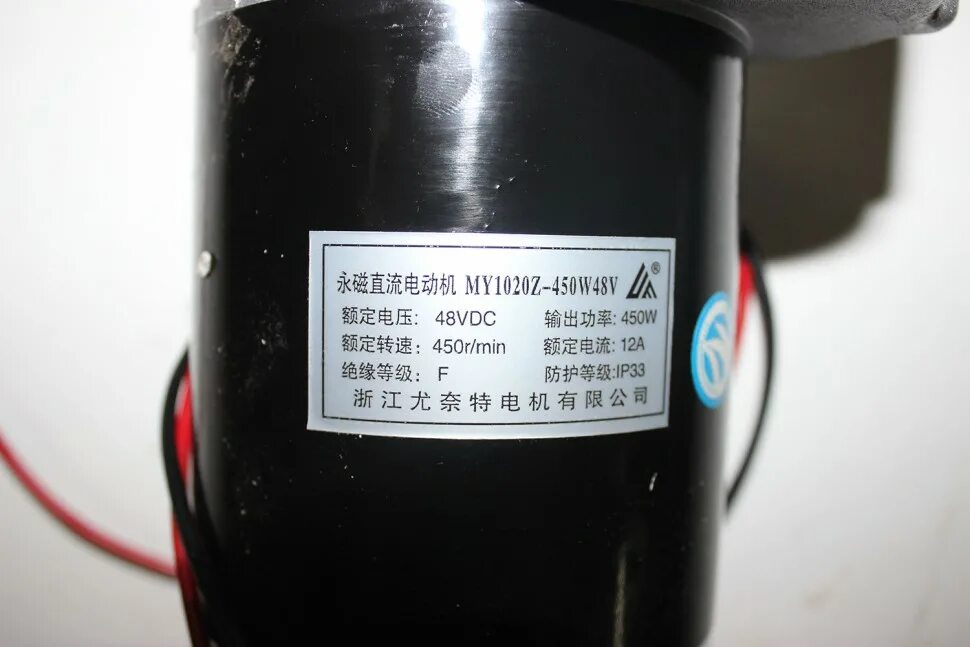 永磁直流电动机 MY1020Z-450W48V ®
额定电压: 48VDC 输出功率: 450W
额定转速: 450r/min 额定电流: 12A
绝缘等级: F 防护等级:IP33
浙江尤奈特电机有限公司